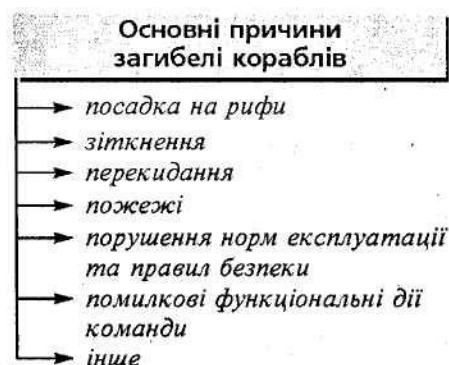 Основні причини
загибелі кораблів
посадка на рифи
зіткнення
перекидання
пожежі
порушення норм експлуатації
та правил безпеки
помилкові функціональні дії
команди
інше